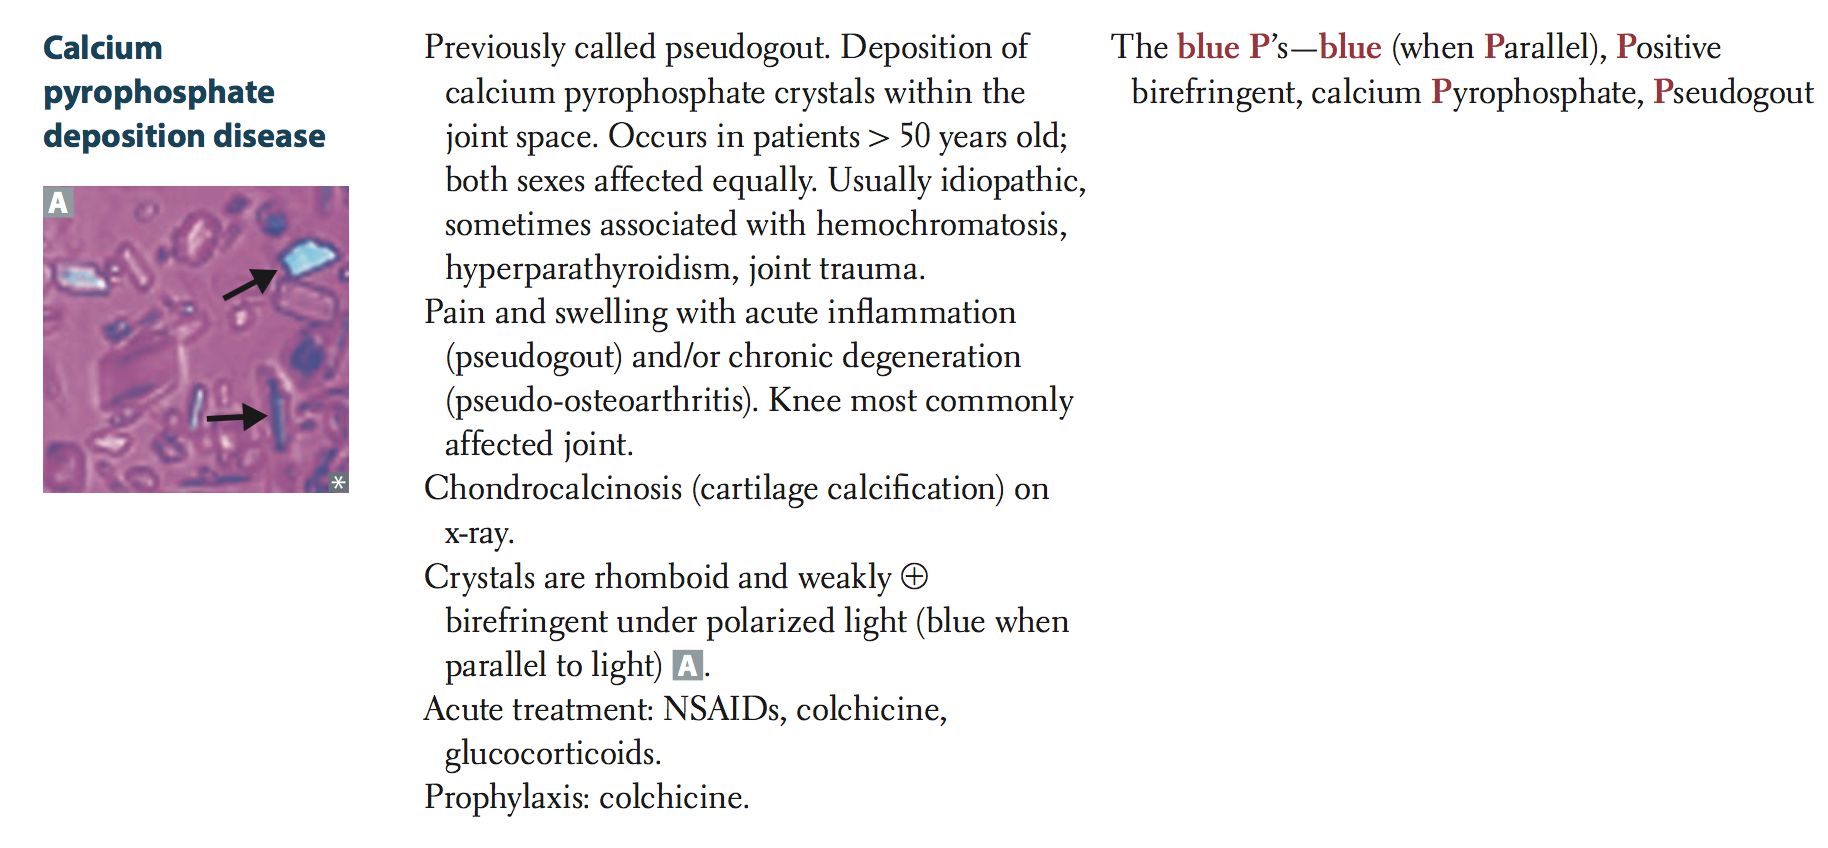 Calcium
pyrophosphate
deposition disease
A
*
Previously called pseudogout. Deposition of
calcium pyrophosphate crystals within the
joint space. Occurs in patients > 50 years old;
both sexes affected equally. Usually idiopathic,
sometimes associated with hemochromatosis,
hyperparathyroidism, joint trauma.
Pain and swelling with acute inflammation
(pseudogout) and/or chronic degeneration
(pseudo-osteoarthritis). Knee most commonly
affected joint.
Chondrocalcinosis (cartilage calcification) on
x-ray.
Crystals are rhomboid and weakly ⊕
birefringent under polarized light (blue when
parallel to light) A.
Acute treatment: NSAIDs, colchicine,
glucocorticoids.
Prophylaxis: colchicine.
The blue P’s—blue (when Parallel), Positive
birefringent, calcium Pyrophosphate, Pseudogout